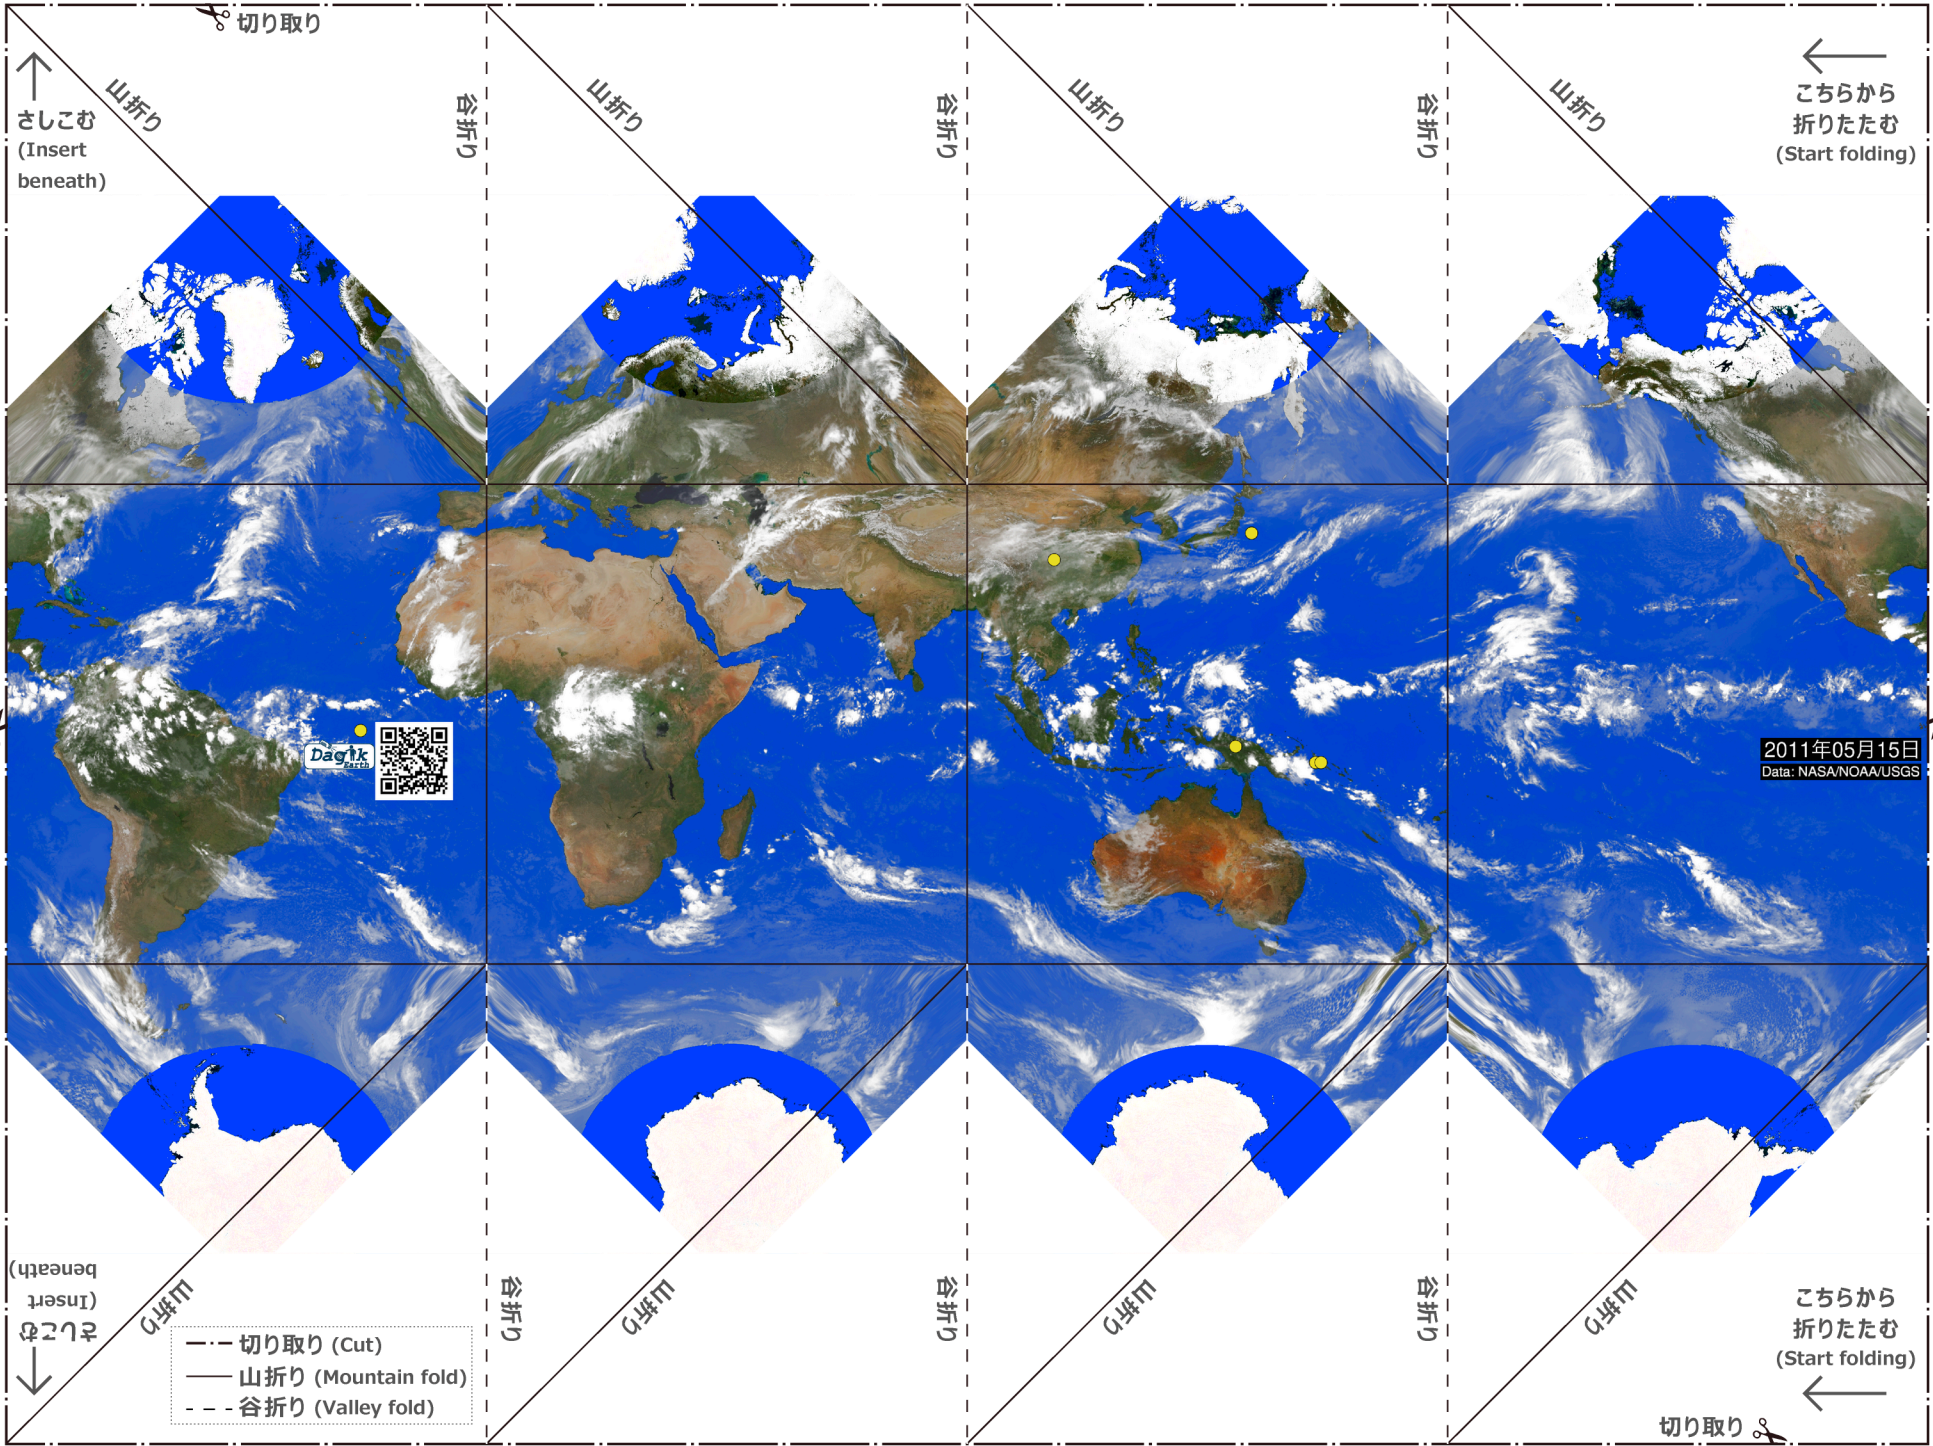 切り取り
山折り
谷折り
山折り
谷折り
山折り
谷折り
山折り
さしこむ
(Insert
beneath)
こちらから
折りたたむ
(Start folding)
Dagik
Earth
2011年05月15日
Data: NASA/NOAA/USGS
さしこむ
(Insert
beneath)
山折り
谷折り
山折り
谷折り
山折り
谷折り
山折り
切り取り (Cut)
山折り (Mountain fold)
谷折り (Valley fold)
こちらから
折りたたむ
(Start folding)
切り取り